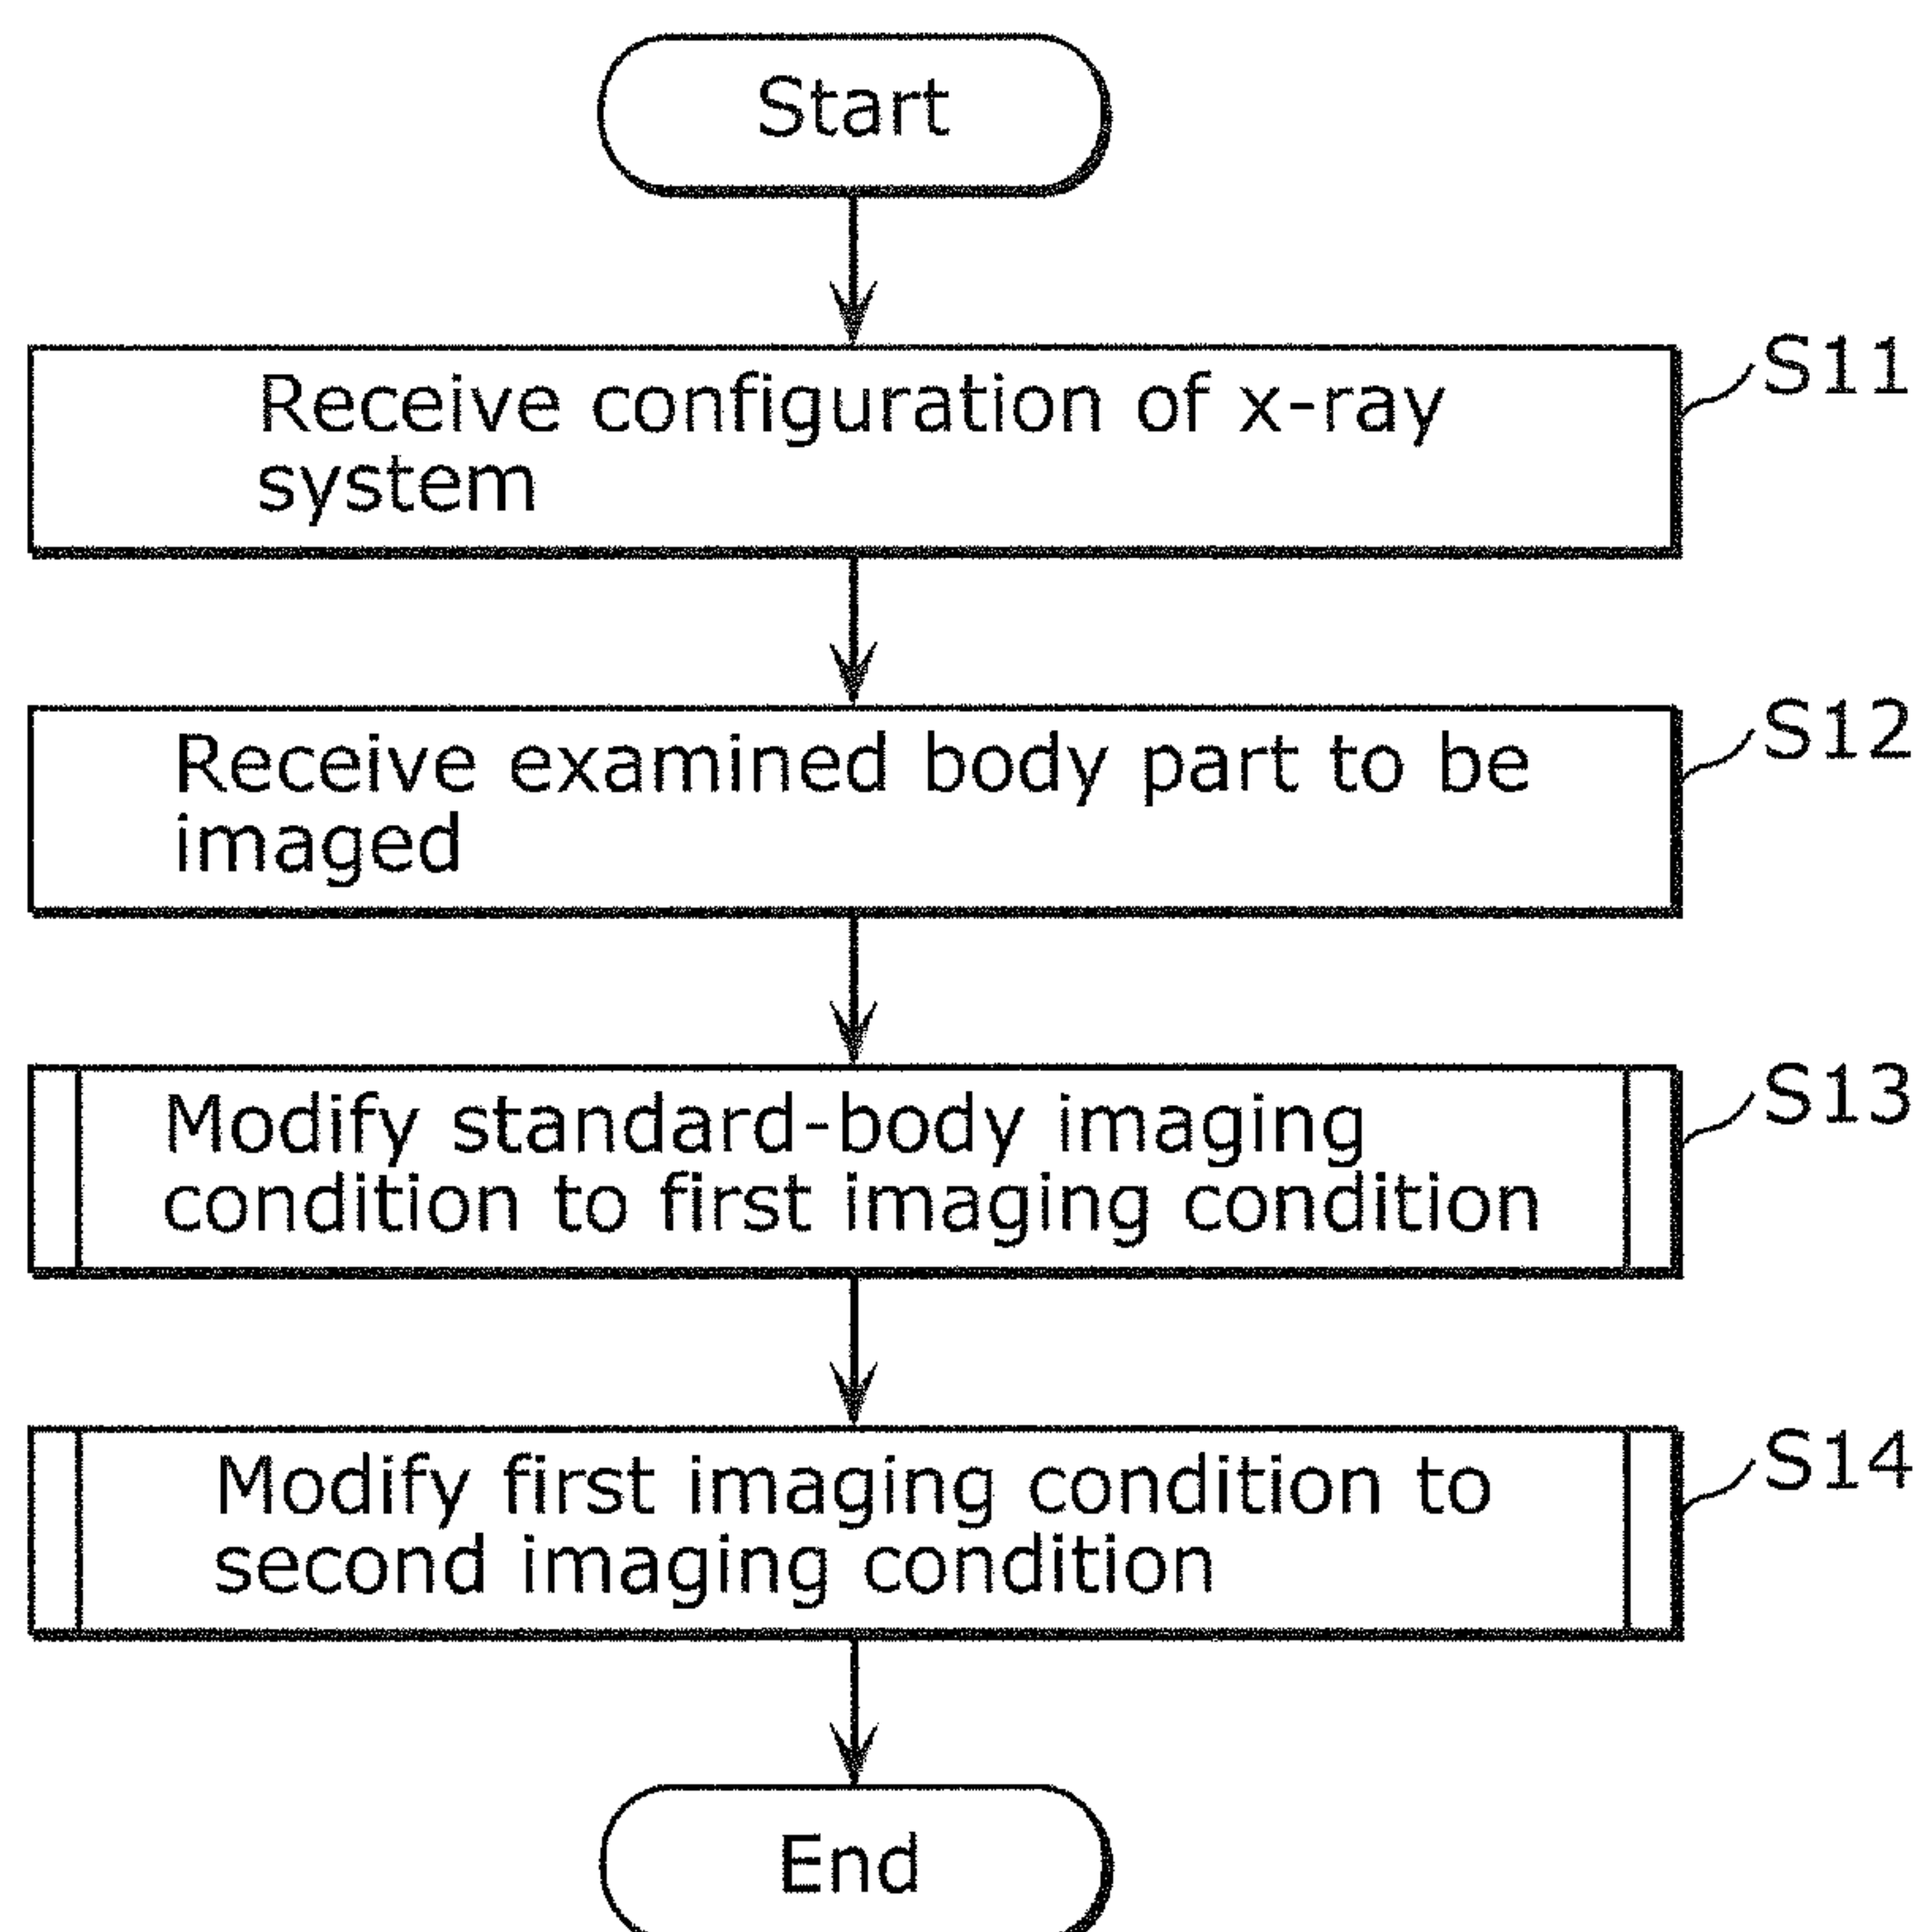 Start
Receive configuration of x-ray
system
S11
Receive examined body part to be
imaged
S12
Modify standard-body imaging
condition to first imaging condition
S13
Modify first imaging condition to
second imaging condition
S14
End